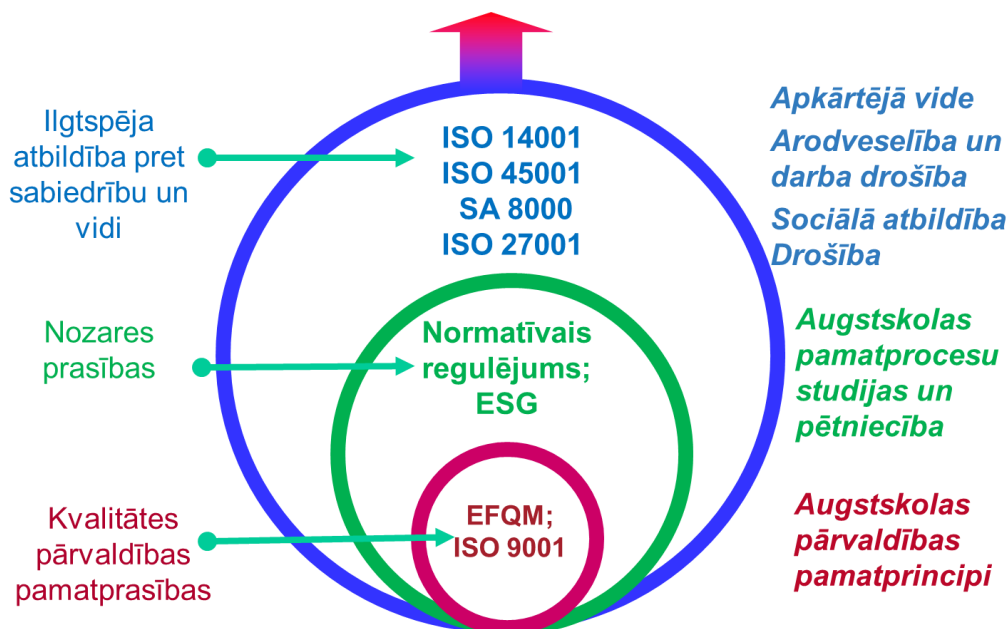 Ilgtspēja
atbildība pret
sabiedrību un
vidi
ISO 14001
ISO 45001
SA 8000
ISO 27001
Apkārtējā vide
Arodveselība un
darba drošība
Sociālā atbildība
Drošība
Nozares
prasības
Normatīvais
regulējums;
ESG
Augstskolas
pamatprocesu
studijas un
pētniecība
Kvalitātes
pārvaldības
pamatprasības
EFQM;
ISO 9001
Augstskolas
pārvaldības
pamatprincipi